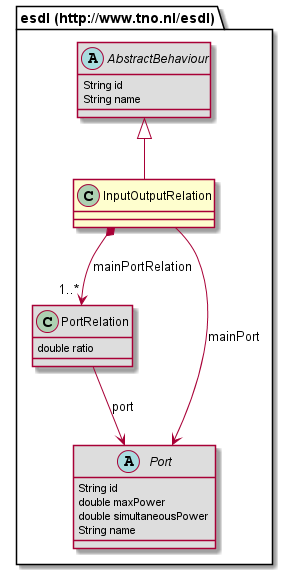 esdl (http://www.tno.nl/esdl)
A AbstractBehaviour
String id
String name
C InputOutputRelation
mainPortRelation
1..*
C PortRelation
double ratio
mainPort
port
A Port
String id
double maxPower
double simultaneousPower
String name